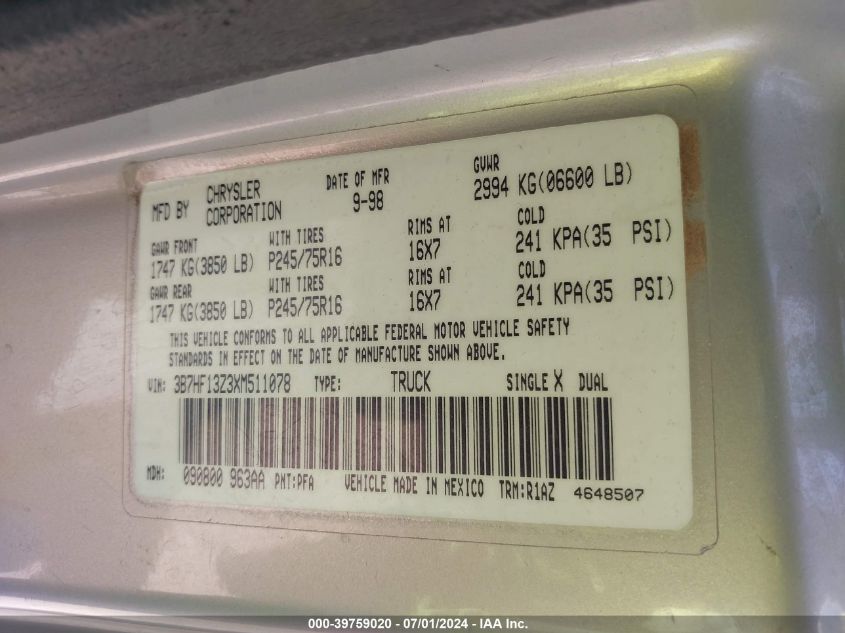 MFD BY CHRYSLER CORPORATION DATE OF MFR 9-98 GVWR 2994 KG(06600 LB)
GAWR FRONT WITH TIRES RIMS AT COLD
1747 KG(3850 LB) P245/75R16 16X7 241 KPA(35 PSI)
GAWR REAR WITH TIRES RIMS AT COLD
1747 KG(3850 LB) P245/75R16 16X7 241 KPA(35 PSI)
THIS VEHICLE CONFORMS TO ALL APPLICABLE FEDERAL MOTOR VEHICLE SAFETY
STANDARDS IN EFFECT ON THE DATE OF MANUFACTURE SHOWN ABOVE.
VIN: 3B7HF13Z3XM511078 TYPE: TRUCK SINGLE X DUAL
MDH: 090800 963AA PNT:PFA VEHICLE MADE IN MEXICO TRM:R1AZ 4648507
000-39759020 - 07/01/2024 - IAA Inc.